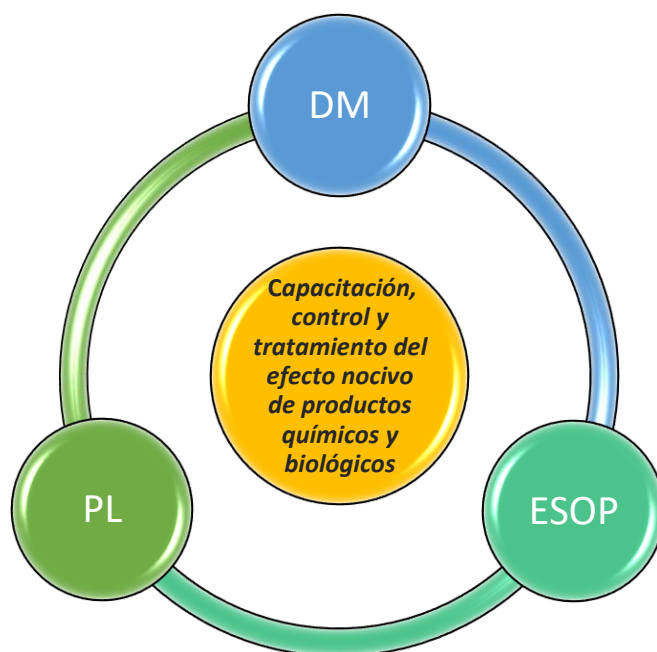 DM
Capacitación,
control y
tratamiento del
efecto nocivo
de productos
químicos y
biológicos
PL
ESOP